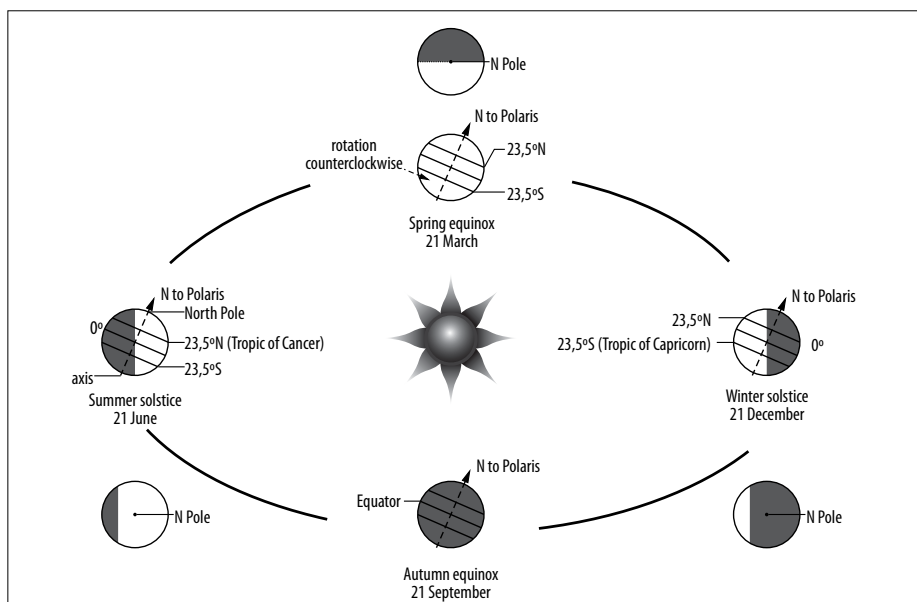 N Pole
N to Polaris
rotation
counterclockwise
23,5ºN
23,5ºS
Spring equinox
21 March
N to Polaris
North Pole
0º
23,5ºN (Tropic of Cancer)
23,5ºS
axis
Summer solstice
21 June
N to Polaris
23,5ºN
23,5ºS (Tropic of Capricorn)
0º
Winter solstice
21 December
N Pole
N to Polaris
Equator
Autumn equinox
21 September
N Pole